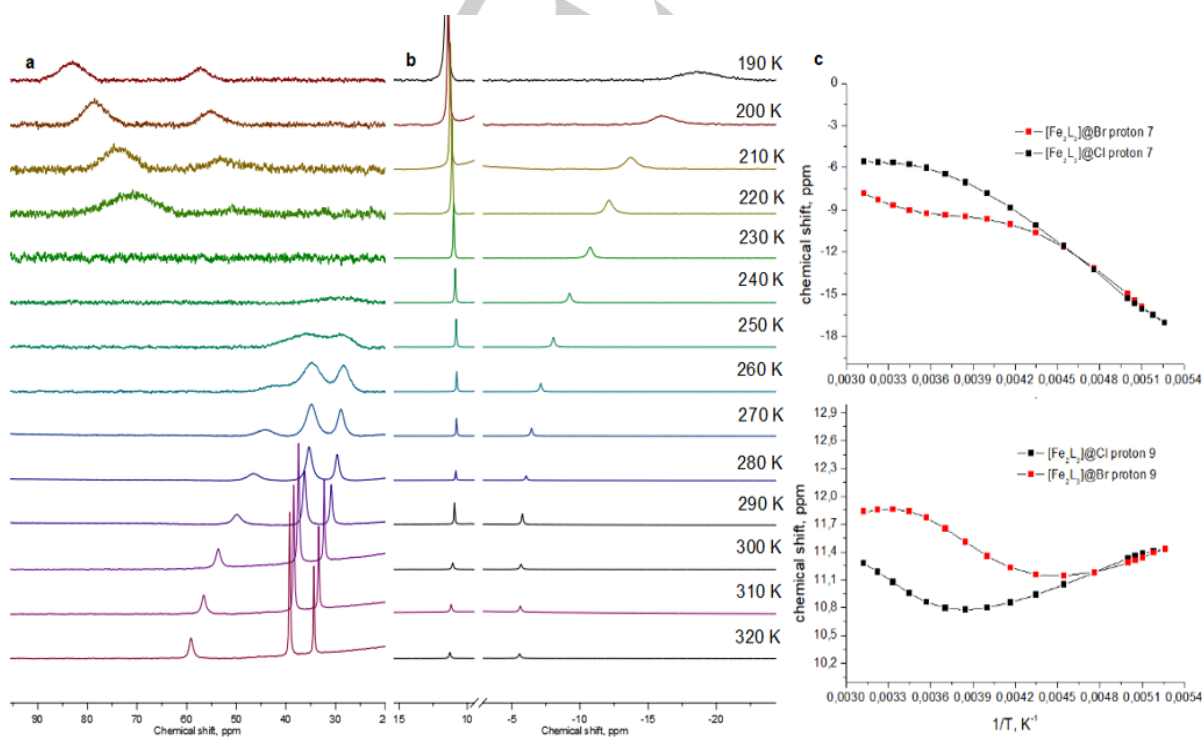 a
b
190 K
200 K
210 K
220 K
230 K
240 K
250 K
260 K
270 K
280 K
290 K
300 K
310 K
320 K
90 80 70 60 50 40 30 2
Chemical shift, ppm
15 10
Chemical shift, ppm
-5 -10 -15 -20
Chemical shift, ppm
c
0
-3
-6
-9
-12
-15
-18
chemical shift, ppm
[Fe2L3]@Br proton 7
[Fe2L3]@Cl proton 7
0,0030 0,0033 0,0036 0,0039 0,0042 0,0045 0,0048 0,0051 0,0054
12,9
12,6
12,3
12,0
11,7
11,4
11,1
10,8
10,5
10,2
chemical shift, ppm
[Fe2L3]@Cl proton 9
[Fe2L3]@Br proton 9
0,0030 0,0033 0,0036 0,0039 0,0042 0,0045 0,0048 0,0051 0,0054
1/T, K-1